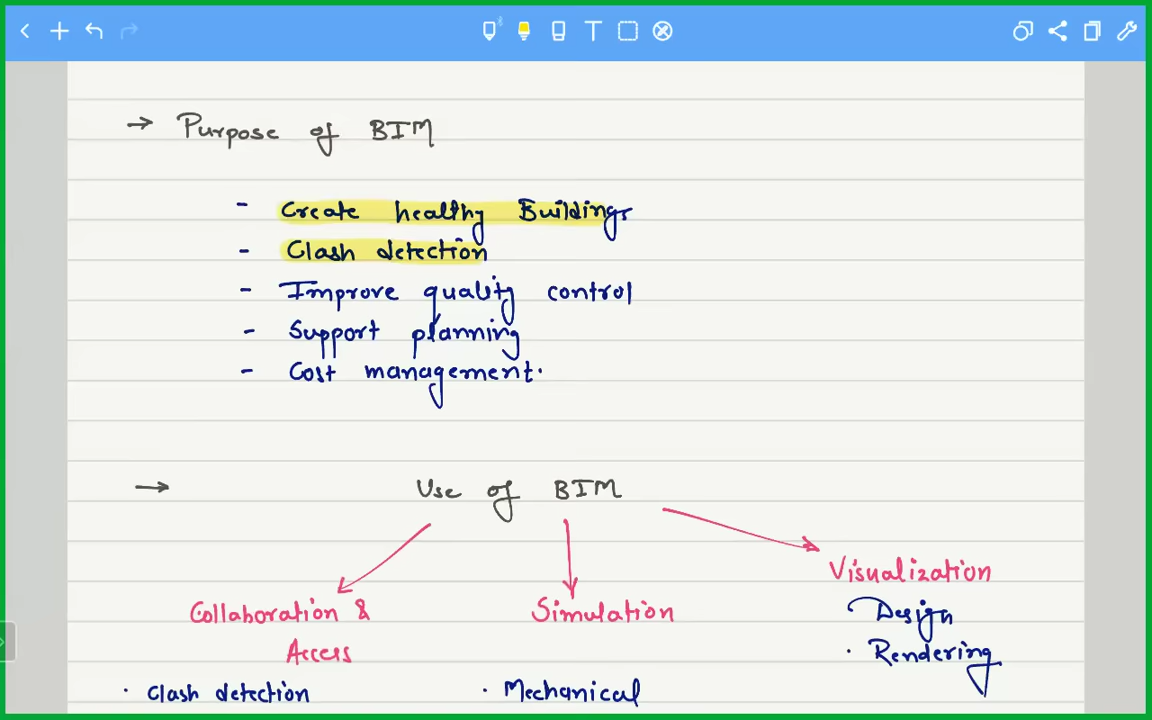 → Purpose of BIM
- Create healthy Buildings
- Clash detection
- Improve quality control
- Support planning
- Cost management.
→ Use of BIM
Visualization
Collaboration & Simulation Design
Access · Rendering
· Clash detection · Mechanical